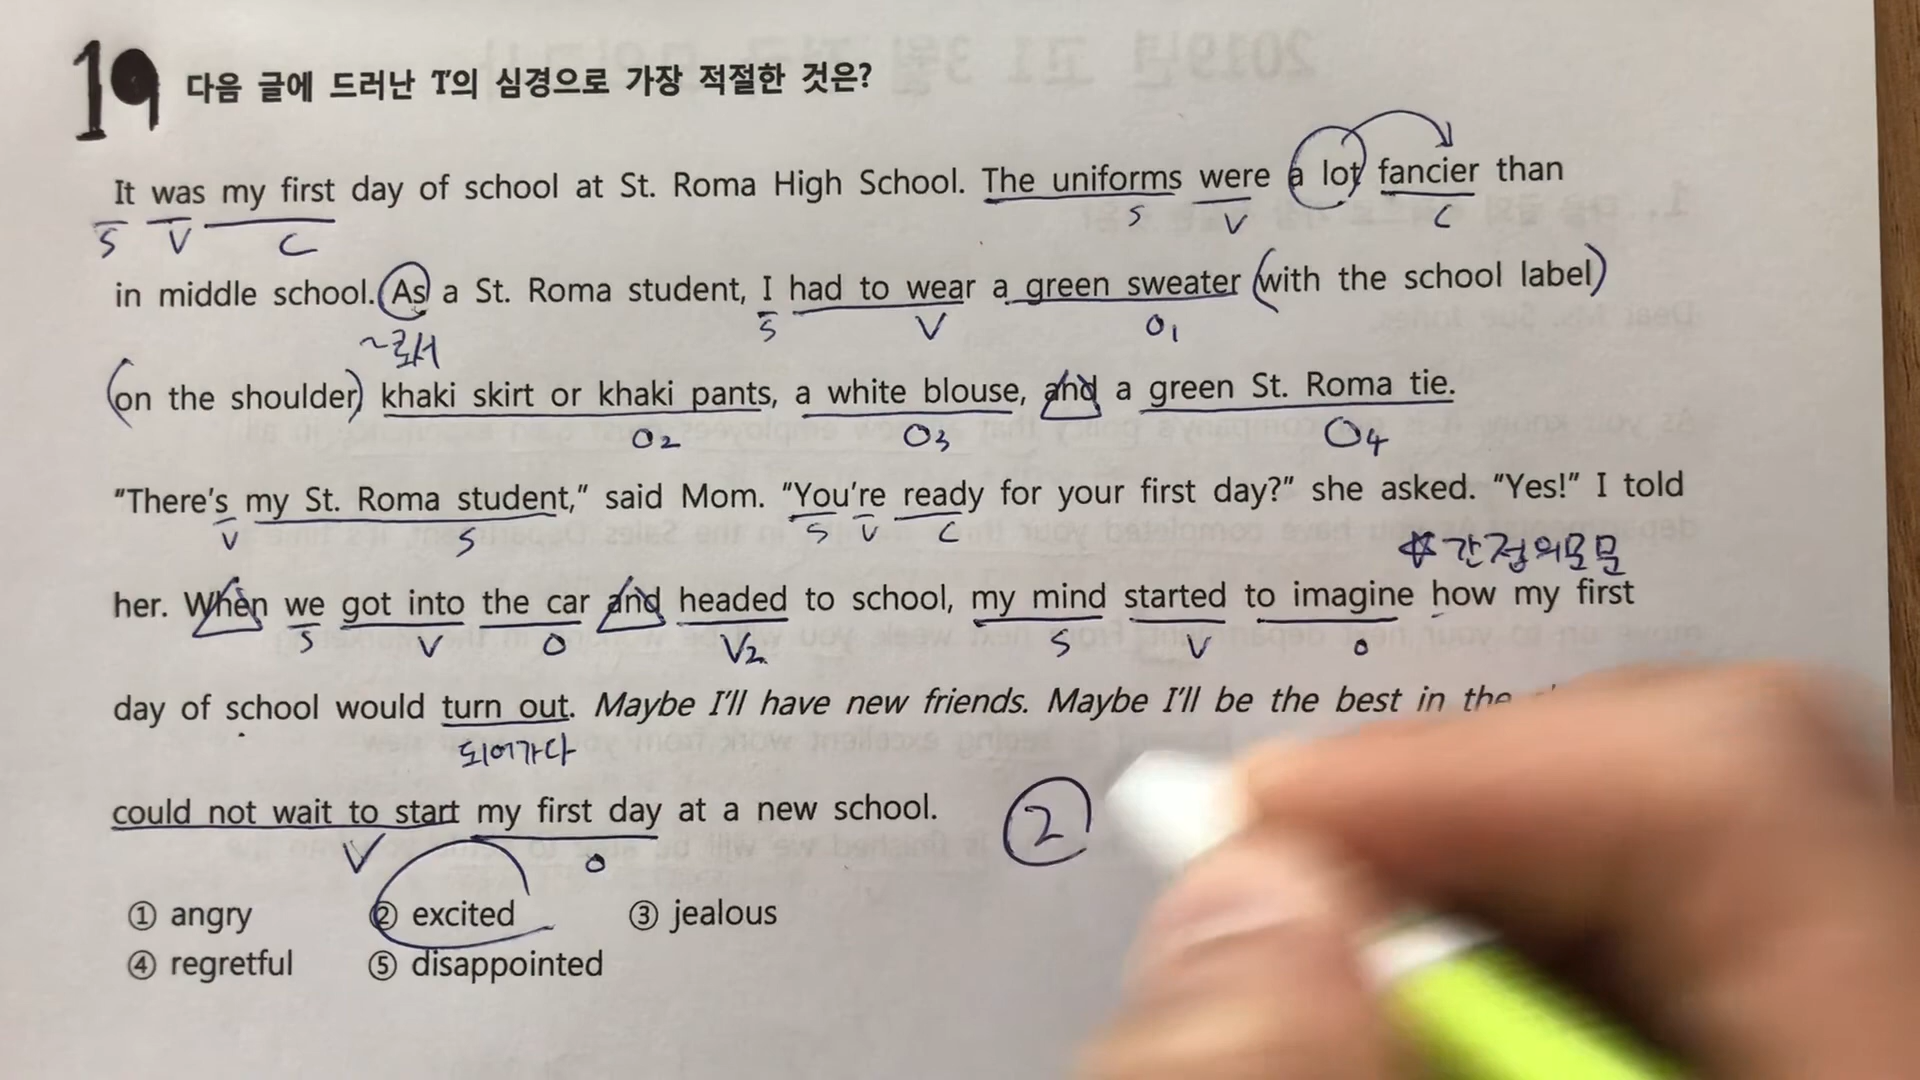 19 다음 글에 드러난 'I'의 심경으로 가장 적절한 것은?
It was my first day of school at St. Roma High School. The uniforms were a lot fancier than
S V C S V C
in middle school. As a St. Roma student, I had to wear a green sweater (with the school label)
~로서 S V O1
(on the shoulder) khaki skirt or khaki pants, a white blouse, and a green St. Roma tie.
O2 O3 O4
"There's my St. Roma student," said Mom. "You're ready for your first day?" she asked. "Yes!" I told
V S S V C
☆간접의문문
her. When we got into the car and headed to school, my mind started to imagine how my first
S V O V2 S V O
day of school would turn out. Maybe I'll have new friends. Maybe I'll be the best in the
되어가다
could not wait to start my first day at a new school.
V O
②
① angry ② excited ③ jealous
④ regretful ⑤ disappointed